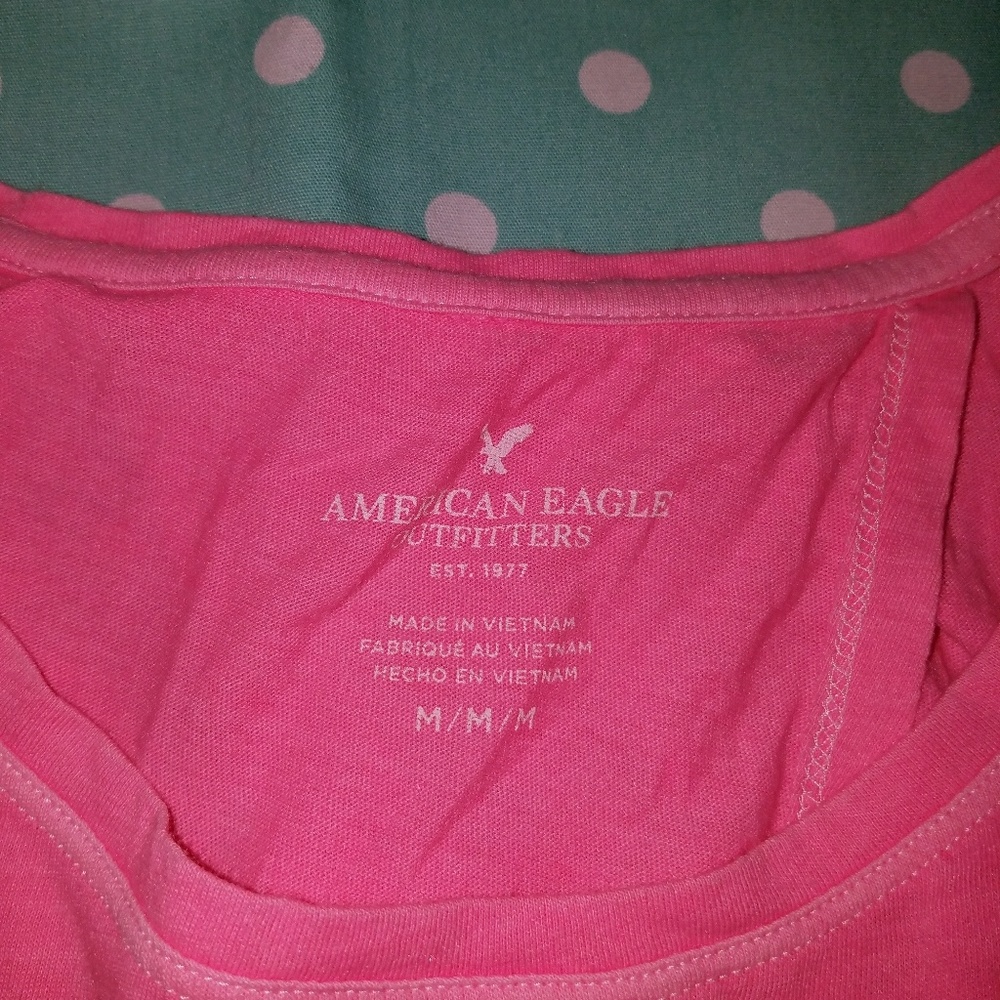 AMERICAN EAGLE
OUTFITTERS
EST. 1977
MADE IN VIETNAM
FABRIQUÉ AU VIETNAM
HECHO EN VIETNAM
M/M/M